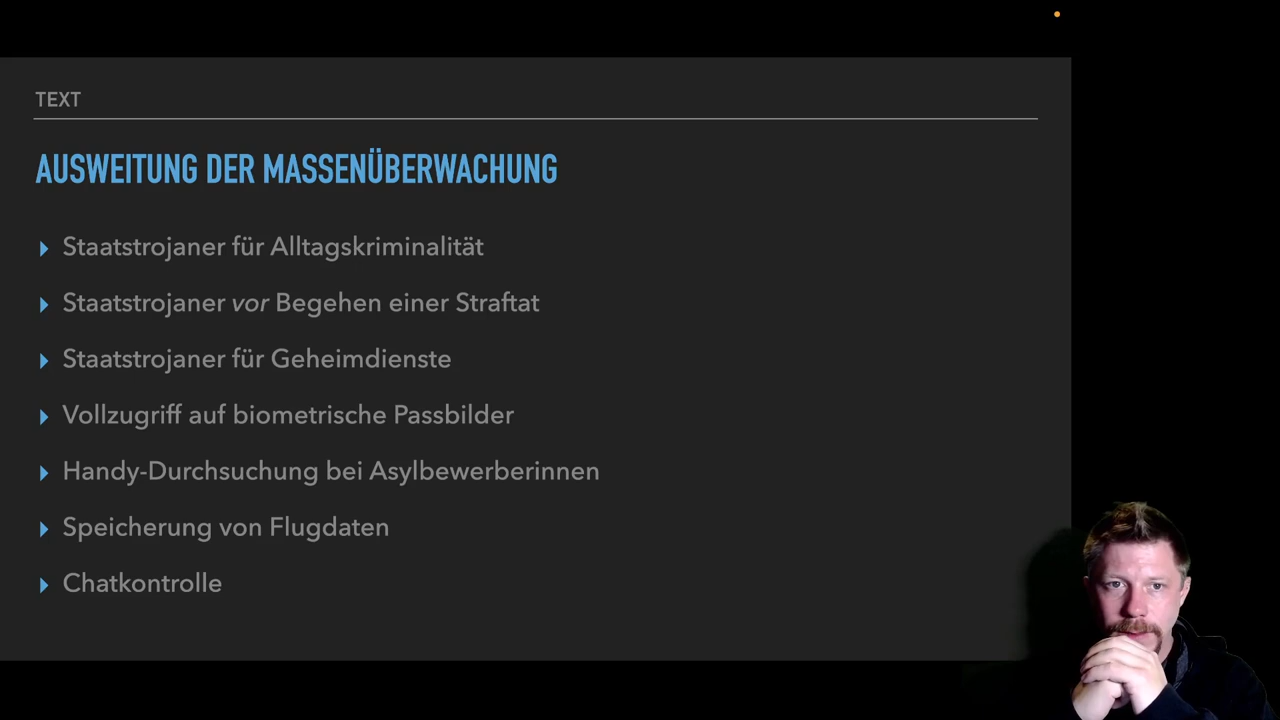 TEXT
AUSWEITUNG DER MASSENÜBERWACHUNG
Staatstrojaner für Alltagskriminalität
Staatstrojaner vor Begehen einer Straftat
Staatstrojaner für Geheimdienste
Vollzugriff auf biometrische Passbilder
Handy-Durchsuchung bei Asylbewerberinnen
Speicherung von Flugdaten
Chatkontrolle